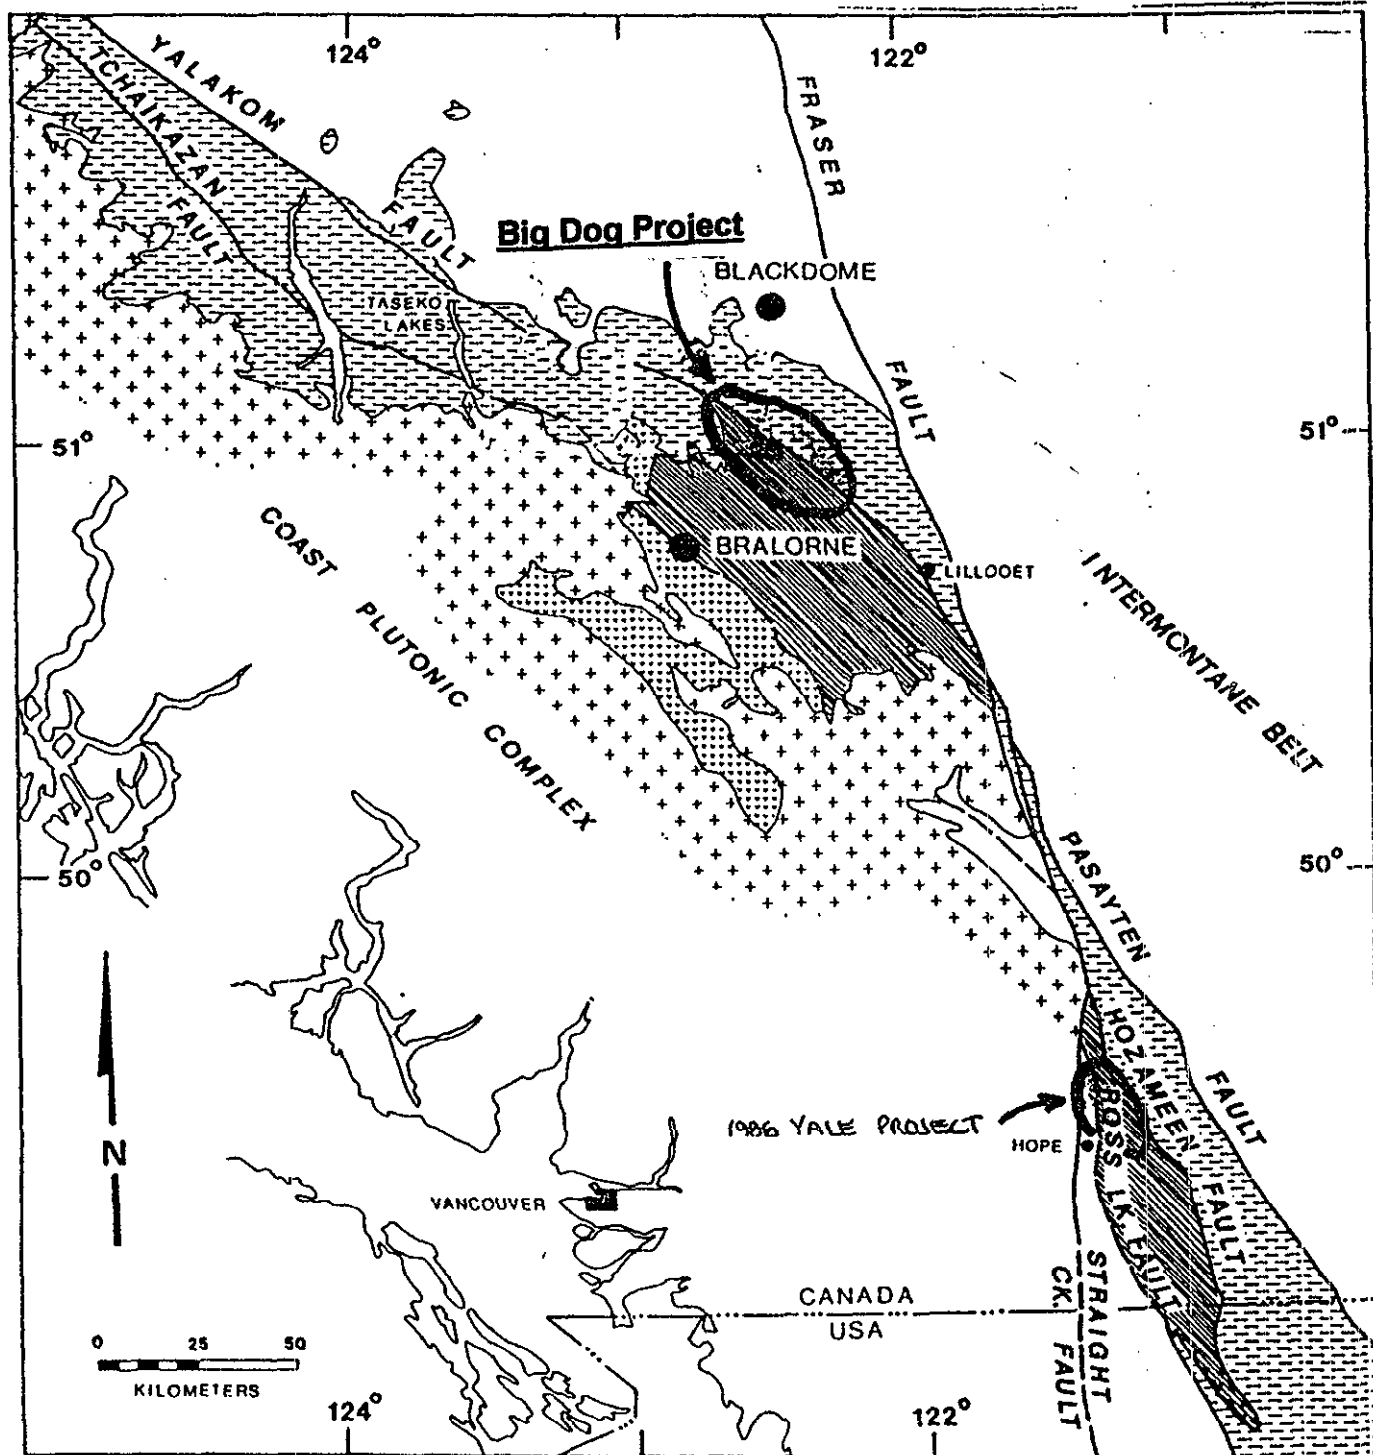 124°
122°
YALAKOM
FAULT
TCHAIKAZAN
FAULT
FRASER
FAULT
Big Dog Project
BLACKDOME
TASEKO
LAKES
51°
51°
BRALORNE
LILLOOET
COAST PLUTONIC COMPLEX
INTERMONTANE BELT
50°
50°
PASAYTEN
FAULT
HOZAMEEN
FAULT
ROSS LK. FAULT
N
1986 YALE PROJECT
HOPE
VANCOUVER
STRAIGHT
CK. FAULT
CANADA
USA
0 25 50
KILOMETERS
124°
122°